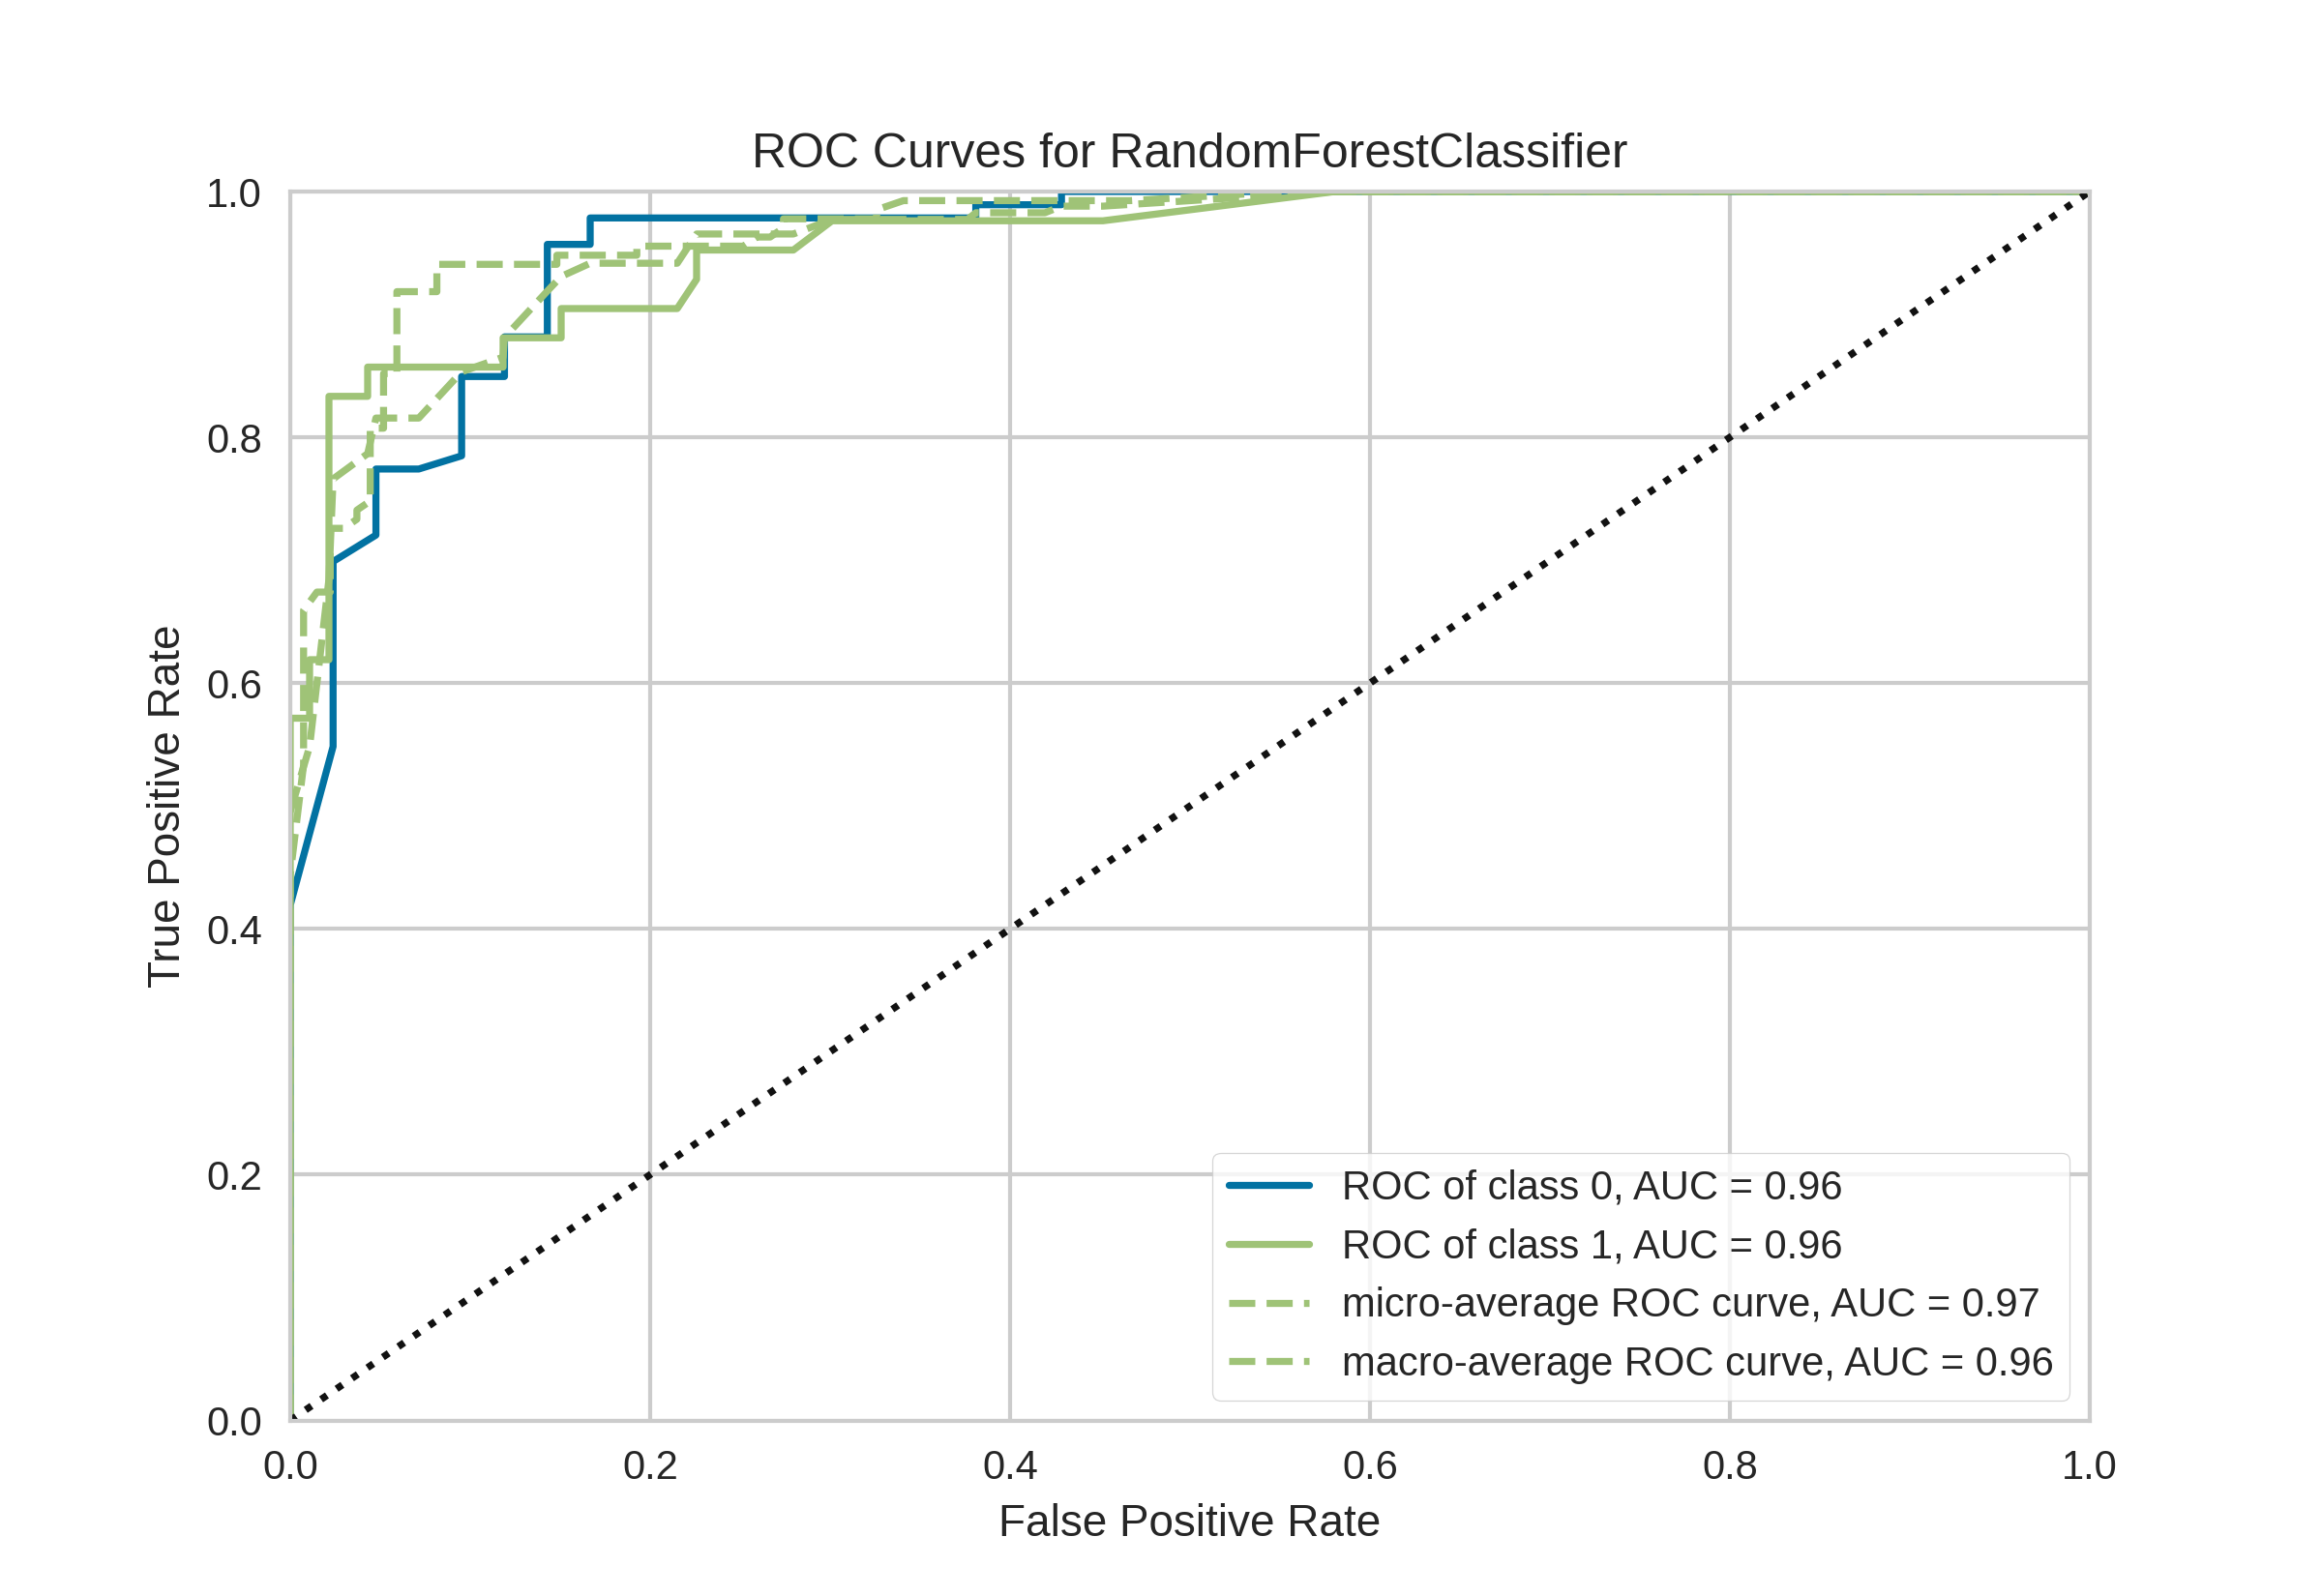 ROC Curves for RandomForestClassifier
1.0
0.8
0.6
0.4
0.2
0.0
True Positive Rate
0.0 0.2 0.4 0.6 0.8 1.0
False Positive Rate
ROC of class 0, AUC = 0.96
ROC of class 1, AUC = 0.96
micro-average ROC curve, AUC = 0.97
macro-average ROC curve, AUC = 0.96